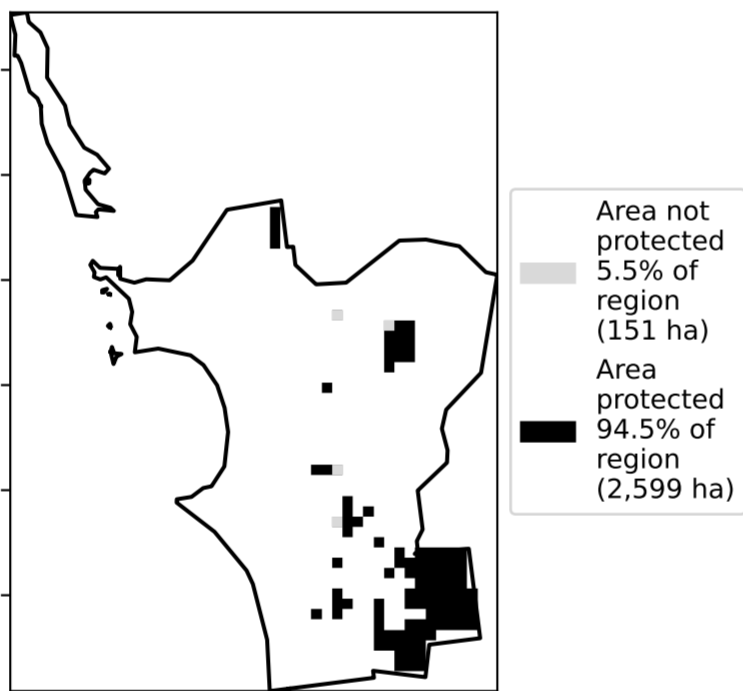 Area not
protected
5.5% of
region
(151 ha)
Area
protected
94.5% of
region
(2,599 ha)